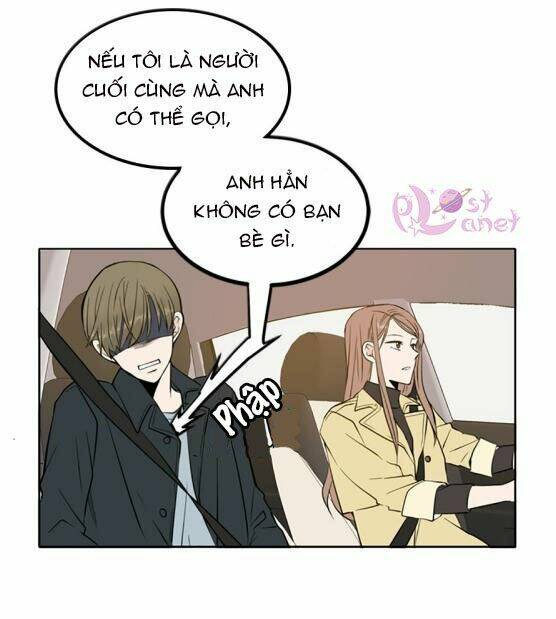 NẾU TÔI LÀ NGƯỜI
CUỐI CÙNG MÀ ANH
CÓ THỂ GỌI,
ANH HẲN
KHÔNG CÓ BẠN
BÈ GÌ.
Lost
Planet
Phập